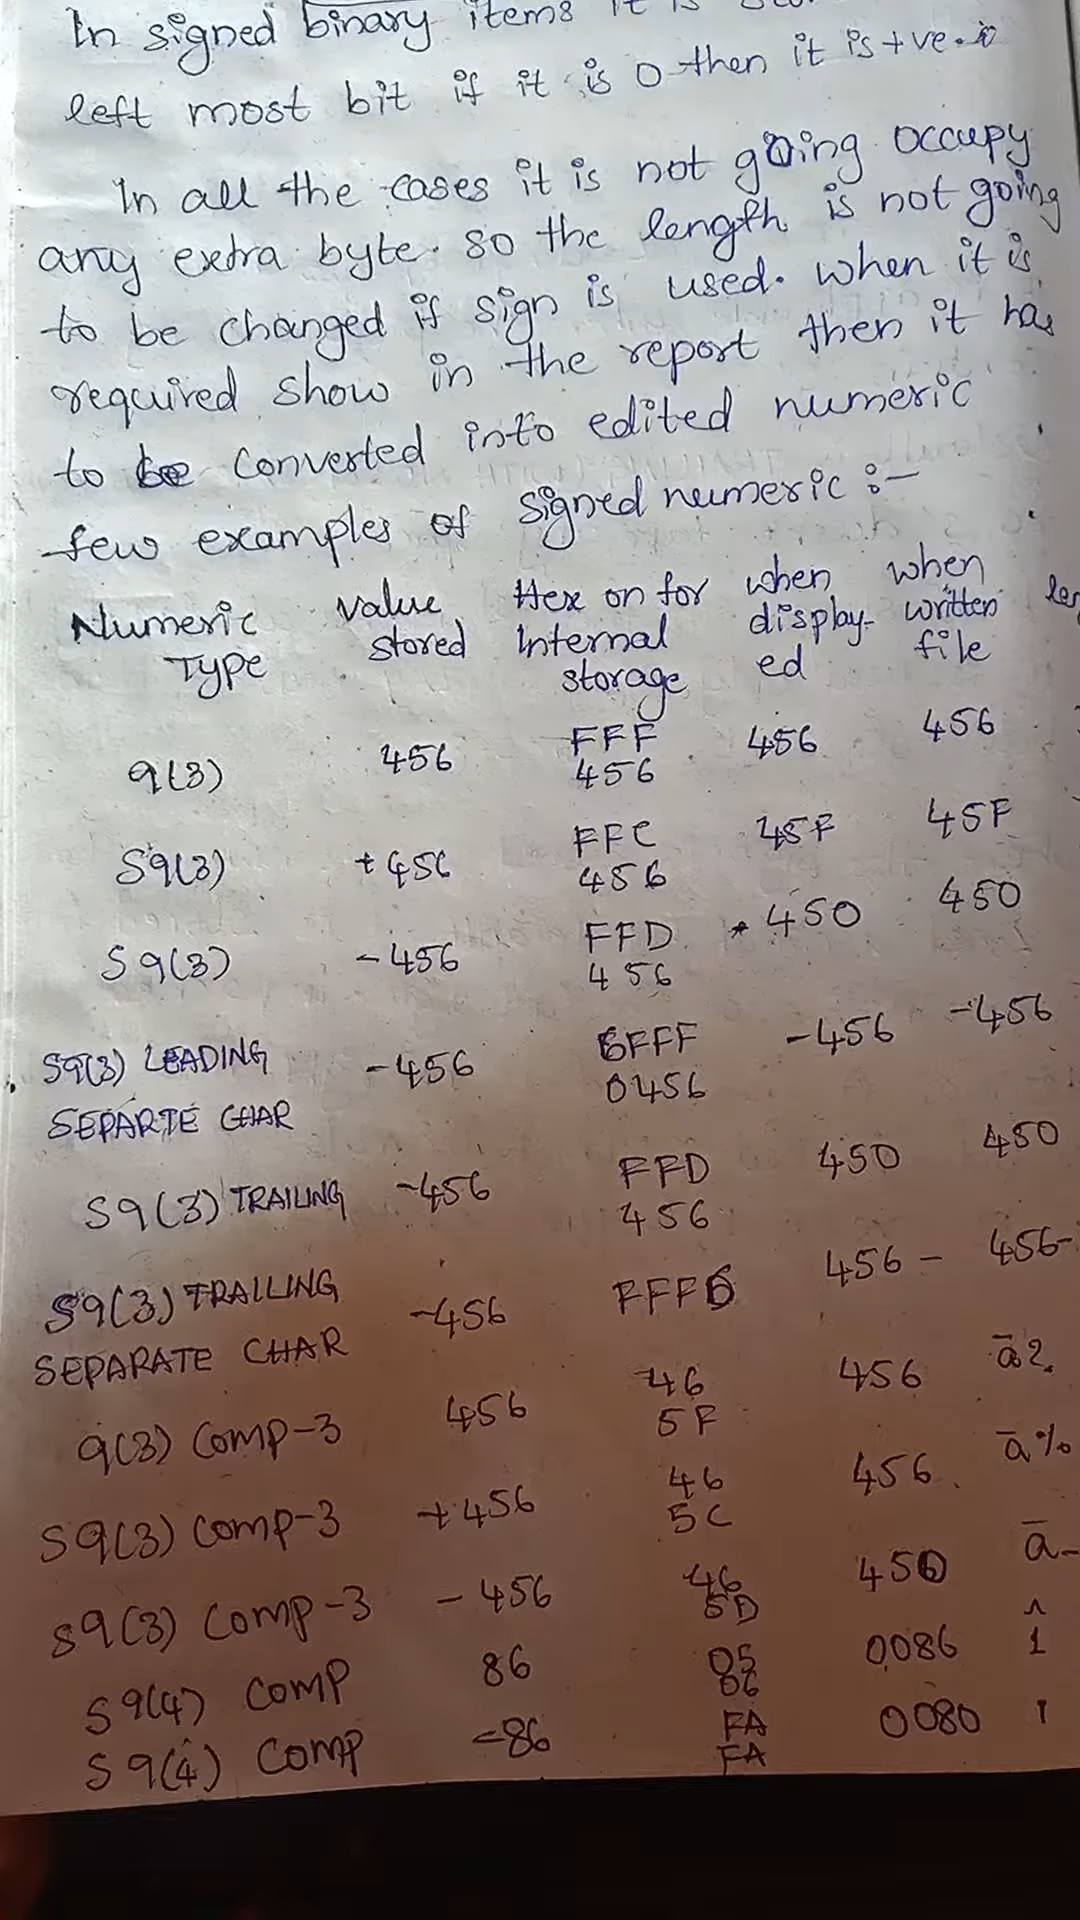 In signed binary items it is
left most bit if it is 0 then it is +ve.
In all the cases it is not going occupy
any extra byte. so the length is not going
to be changed if sign is used. when it is
required show in the report then it has
to be converted into edited numeric
few examples of signed numeric :-
Numeric Type value stored Hex on for Internal storage when display-ed when written file
9(3) 456 FFF 456 456 456
S9(3) +456 FFC 456 45F 45F
S9(3) -456 FFD 456 450 450
S9(3) LEADING SEPARTE CHAR -456 6FFF 0456 -456 -456
S9(3) TRAILING -456 FFD 456 450 450
S9(3) TRAILING SEPARATE CHAR -456 FFF6 456- 456-
9(3) COMP-3 456 46 5F 456 a2
S9(3) COMP-3 +456 46 5C 456 a%
S9(3) COMP-3 -456 46 5D 450 a-
S9(4) COMP 86 05 06 0086
S9(4) COMP -86 FA FA 0080